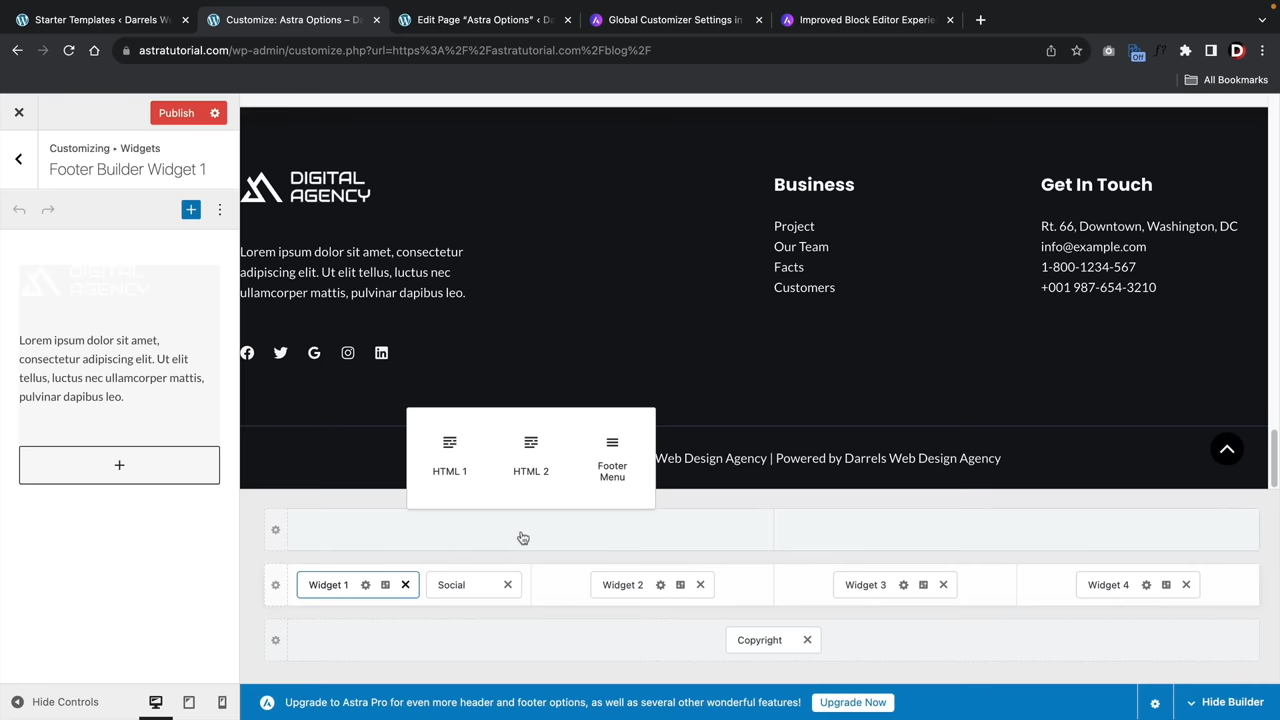 Starter Templates ‹ Darrels W
Customize: Astra Options – D
Edit Page "Astra Options" ‹ D
Global Customizer Settings in
Improved Block Editor Experie
astratutorial.com/wp-admin/customize.php?url=https%3A%2F%2Fastratutorial.com%2Fblog%2F
Off
f?
D
All Bookmarks
Publish
Customizing ▸ Widgets
Footer Builder Widget 1
DIGITAL
AGENCY
Lorem ipsum dolor sit amet,
consectetur adipiscing elit. Ut elit
tellus, luctus nec ullamcorper mattis,
pulvinar dapibus leo.
Hide Controls
DIGITAL
AGENCY
Lorem ipsum dolor sit amet, consectetur
adipiscing elit. Ut elit tellus, luctus nec
ullamcorper mattis, pulvinar dapibus leo.
Business
Project
Our Team
Facts
Customers
Get In Touch
Rt. 66, Downtown, Washington, DC
info@example.com
1-800-1234-567
+001 987-654-3210
Web Design Agency | Powered by Darrels Web Design Agency
HTML 1
HTML 2
Footer
Menu
Widget 1
Social
Widget 2
Widget 3
Widget 4
Copyright
Upgrade to Astra Pro for even more header and footer options, as well as several other wonderful features!
Upgrade Now
Hide Builder